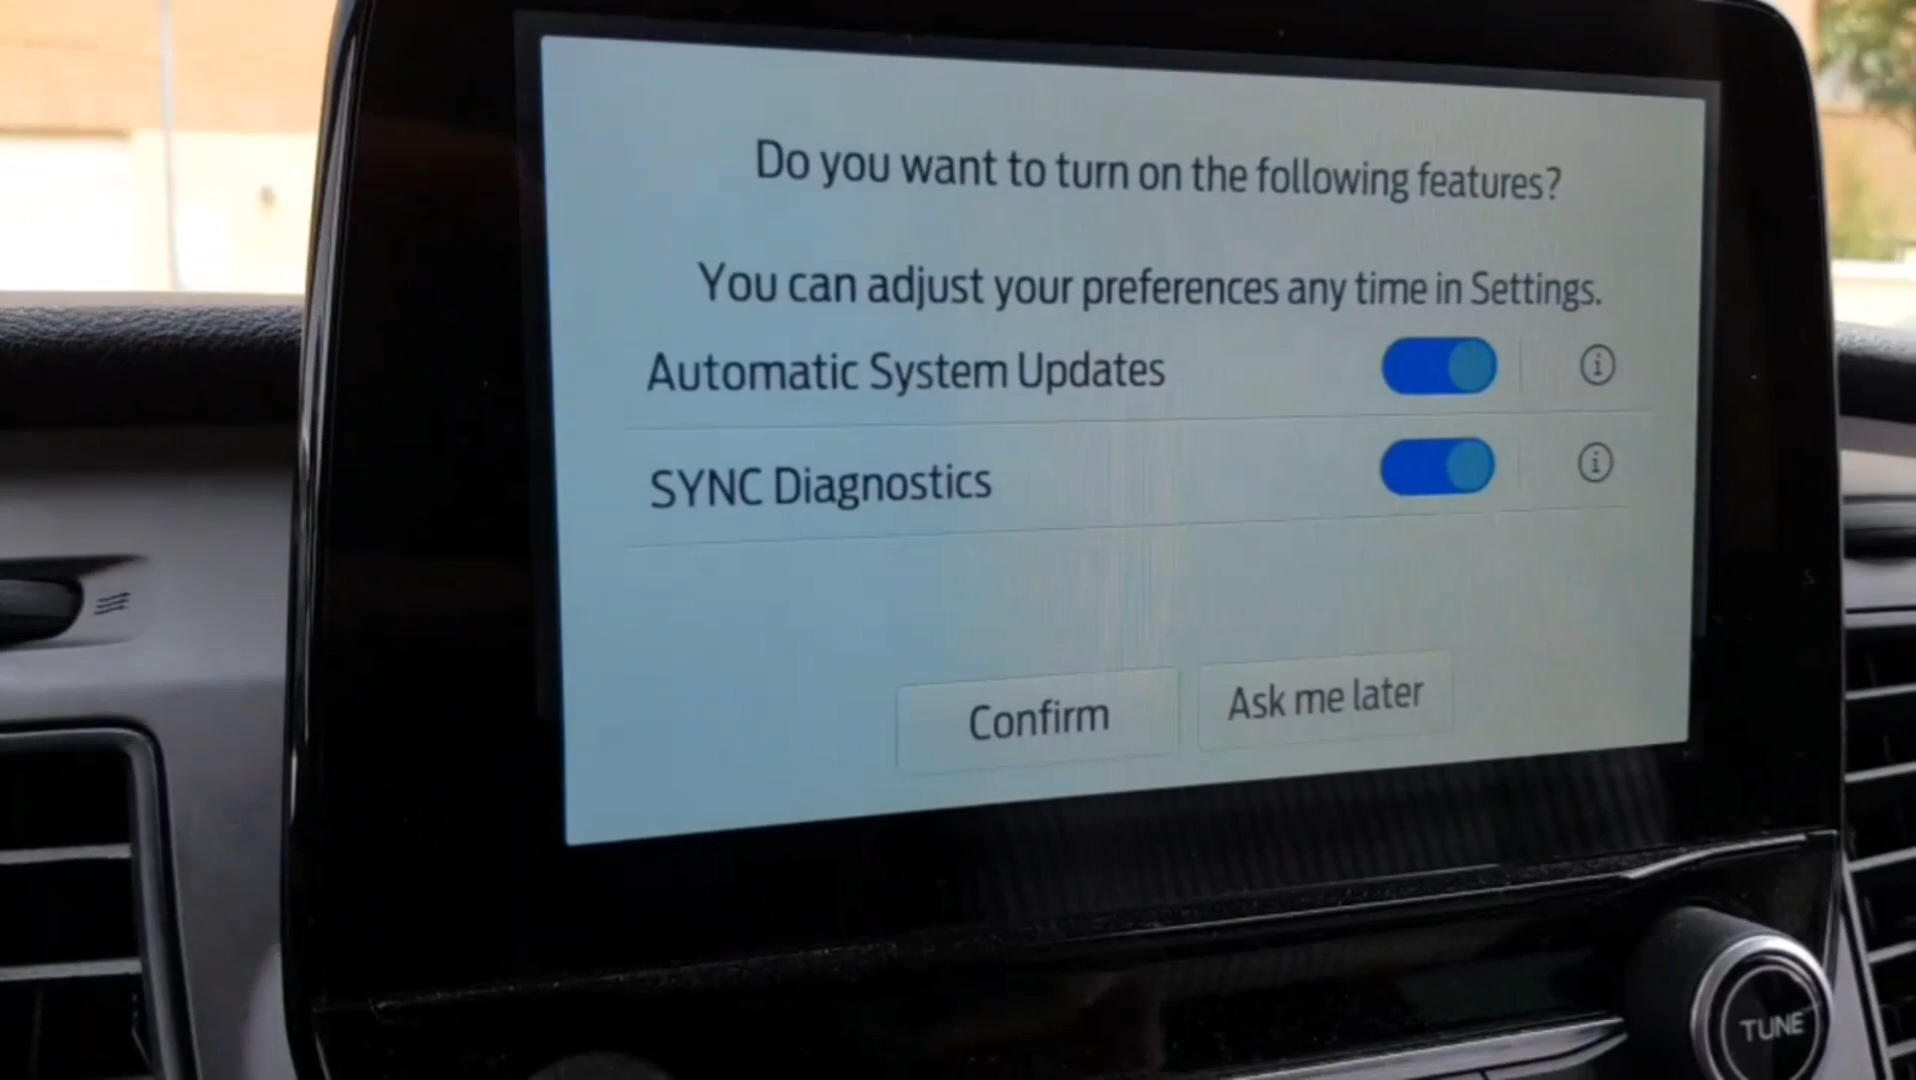 Do you want to turn on the following features?
You can adjust your preferences any time in Settings.
Automatic System Updates
SYNC Diagnostics
Confirm
Ask me later
TUNE